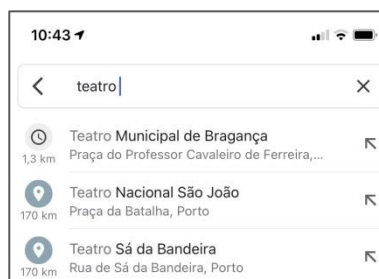 10:43
teatro
Teatro Municipal de Bragança
1,3 km
Praça do Professor Cavaleiro de Ferreira,...
Teatro Nacional São João
170 km
Praça da Batalha, Porto
Teatro Sá da Bandeira
170 km
Rua de Sá da Bandeira, Porto